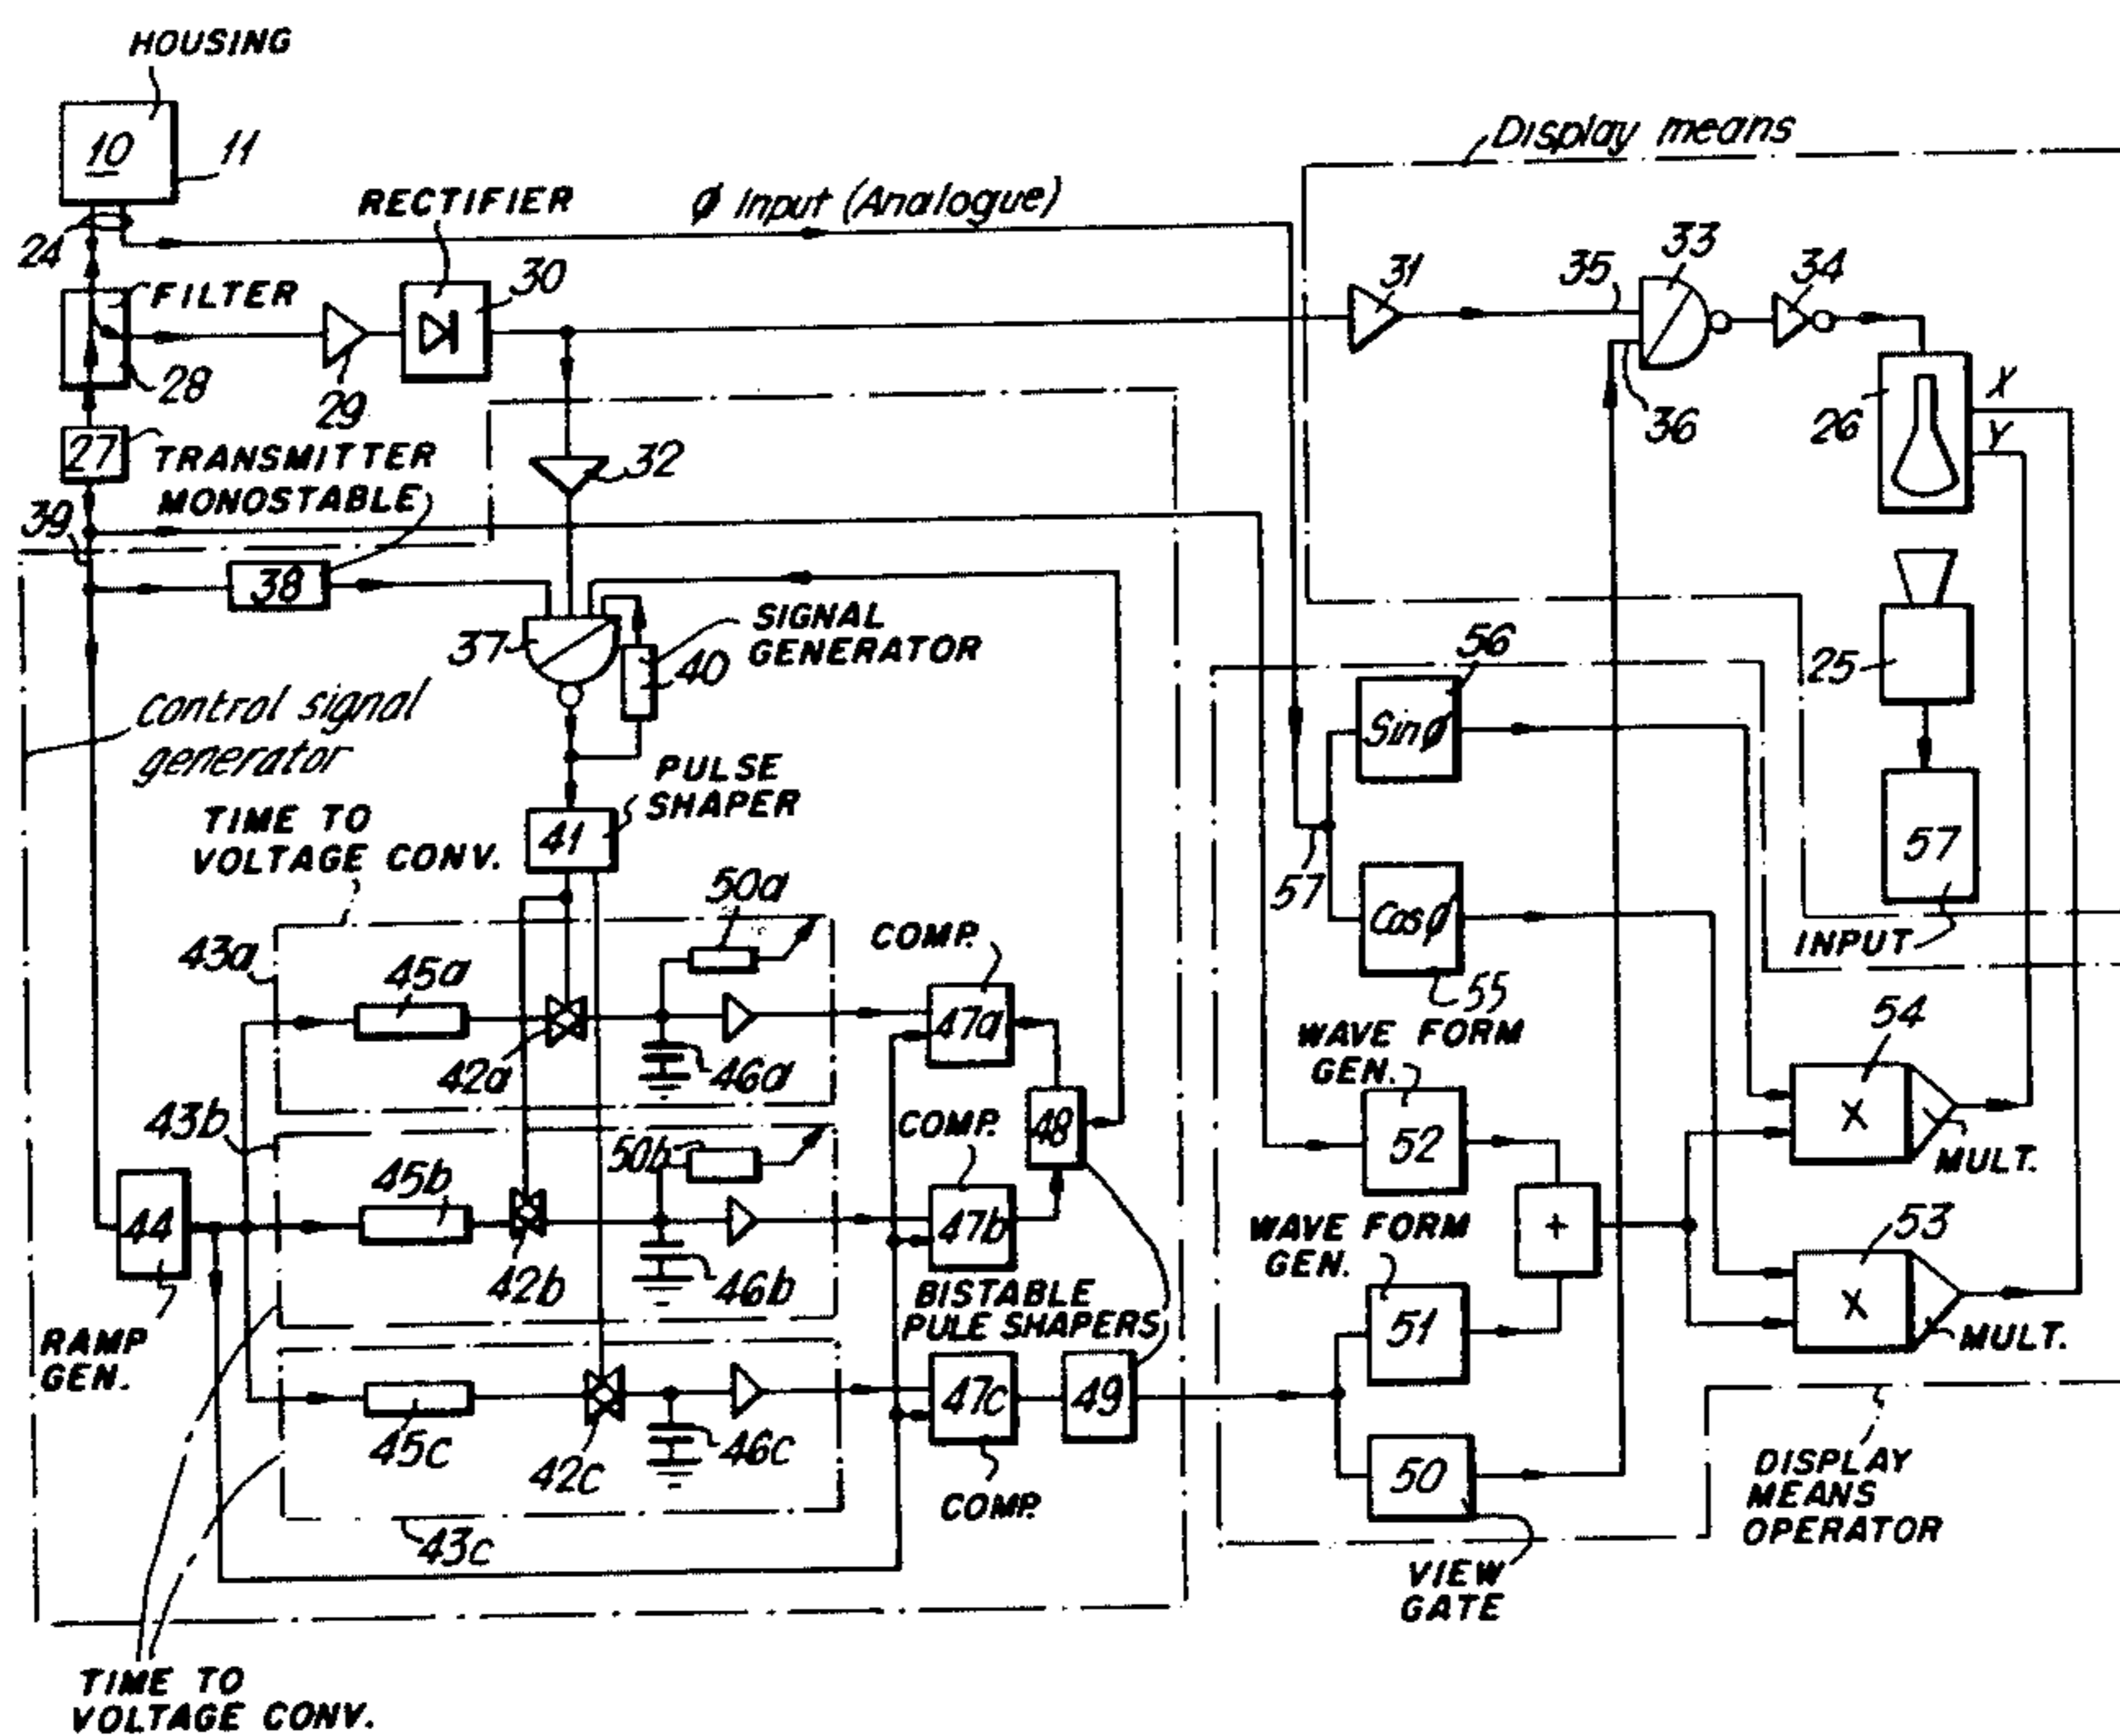 HOUSING
10
11
24
RECTIFIER
ø Input (Analogue)
Display means
FILTER
28
29
30
31
35
33
34
36
26
X
Y
27
TRANSMITTER
MONOSTABLE
32
39
38
37
SIGNAL
GENERATOR
40
Control signal
generator
PULSE
SHAPER
41
56
Sinø
25
57
INPUT
57
Cosø
55
TIME TO
VOLTAGE CONV.
43a
45a
42a
50a
46a
COMP.
47a
48
43b
45b
42b
50b
46b
COMP.
47b
44
RAMP
GEN.
BISTABLE
PULE SHAPERS
45c
42c
46c
43c
47c
COMP.
49
WAVE FORM
GEN.
52
+
WAVE FORM
GEN.
51
50
VIEW
GATE
54
X
MULT.
53
X
MULT.
DISPLAY
MEANS
OPERATOR
TIME TO
VOLTAGE CONV.